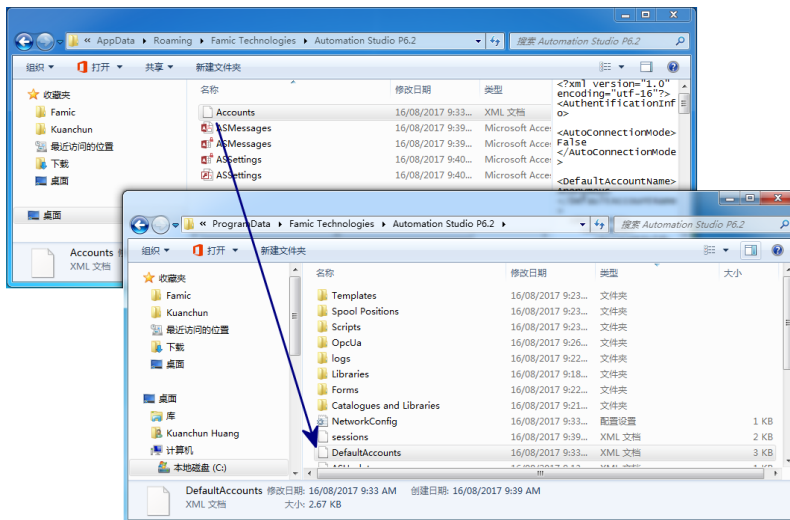 « AppData ▸ Roaming ▸ Famic Technologies ▸ Automation Studio P6.2
搜索 Automation Studio P6.2
组织 打开 共享 新建文件夹
收藏夹
Famic
Kuanchun
最近访问的位置
下载
桌面
桌面
名称 修改日期 类型
Accounts 16/08/2017 9:33... XML 文档
ASMessages 16/08/2017 9:39... Microsoft Acce
ASMessages 16/08/2017 9:39... Microsoft Acce
ASSettings 16/08/2017 9:40... Microsoft Acce
ASSettings 16/08/2017 9:40... Microsoft Acce
<?xml version="1.0"
encoding="utf-16"?>
<AuthentificationInf
o>
<AutoConnectionMode>
False
</AutoConnectionMode
>
<DefaultAccountName>
Accounts
XML 文档
« ProgramData ▸ Famic Technologies ▸ Automation Studio P6.2 ▸
搜索 Automation Studio P6.2
组织 打开 新建文件夹
收藏夹
Famic
Kuanchun
最近访问的位置
下载
桌面
桌面
库
Kuanchun Huang
计算机
本地磁盘 (C:)
名称 修改日期 类型 大小
Templates 16/08/2017 9:23... 文件夹
Spool Positions 16/08/2017 9:23... 文件夹
Scripts 16/08/2017 9:23... 文件夹
OpcUa 16/08/2017 9:26... 文件夹
logs 16/08/2017 9:22... 文件夹
Libraries 16/08/2017 9:18... 文件夹
Forms 16/08/2017 9:22... 文件夹
Catalogues and Libraries 16/08/2017 9:21... 文件夹
NetworkConfig 16/08/2017 9:33... 配置设置 1 KB
sessions 16/08/2017 9:39... XML 文档 2 KB
DefaultAccounts 16/08/2017 9:33... XML 文档 3 KB
DefaultAccounts 修改日期: 16/08/2017 9:33 AM 创建日期: 16/08/2017 9:39 AM
XML 文档 大小: 2.67 KB